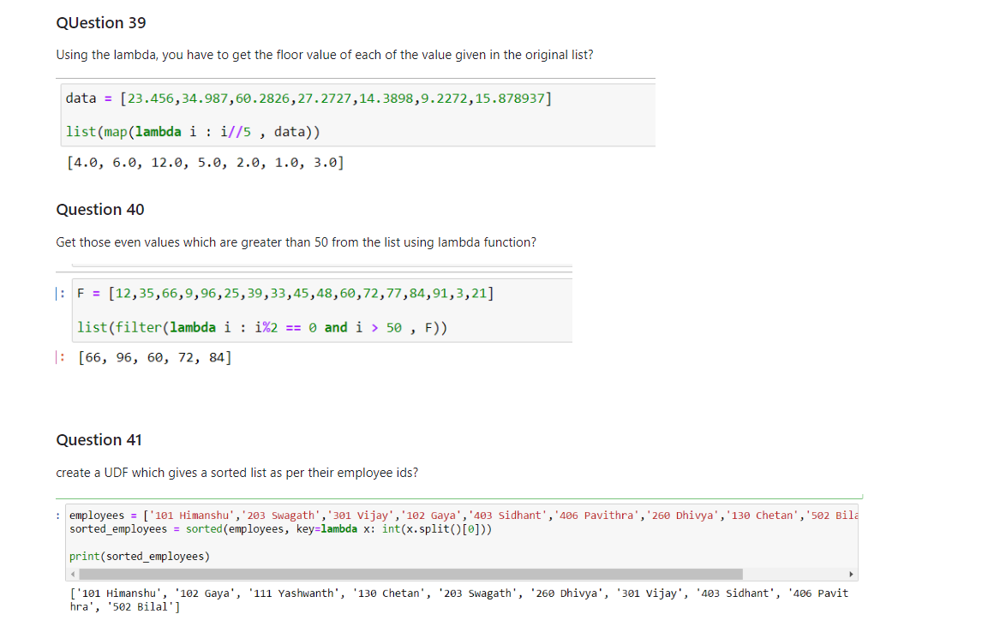 QUestion 39
Using the lambda, you have to get the floor value of each of the value given in the original list?
data = [23.456,34.987,60.2826,27.2727,14.3898,9.2272,15.878937]
list(map(lambda i : i//5 , data))
[4.0, 6.0, 12.0, 5.0, 2.0, 1.0, 3.0]
Question 40
Get those even values which are greater than 50 from the list using lambda function?
]: F = [12,35,66,9,96,25,39,33,45,48,60,72,77,84,91,3,21]
list(filter(lambda i : i%2 == 0 and i > 50 , F))
]: [66, 96, 60, 72, 84]
Question 41
create a UDF which gives a sorted list as per their employee ids?
: employees = ['101 Himanshu','203 Swagath','301 Vijay','102 Gaya','403 Sidhant','406 Pavithra','260 Dhivya','130 Chetan','502 Bila
sorted_employees = sorted(employees, key=lambda x: int(x.split()[0]))
print(sorted_employees)
['101 Himanshu', '102 Gaya', '111 Yashwanth', '130 Chetan', '203 Swagath', '260 Dhivya', '301 Vijay', '403 Sidhant', '406 Pavit
hra', '502 Bilal']